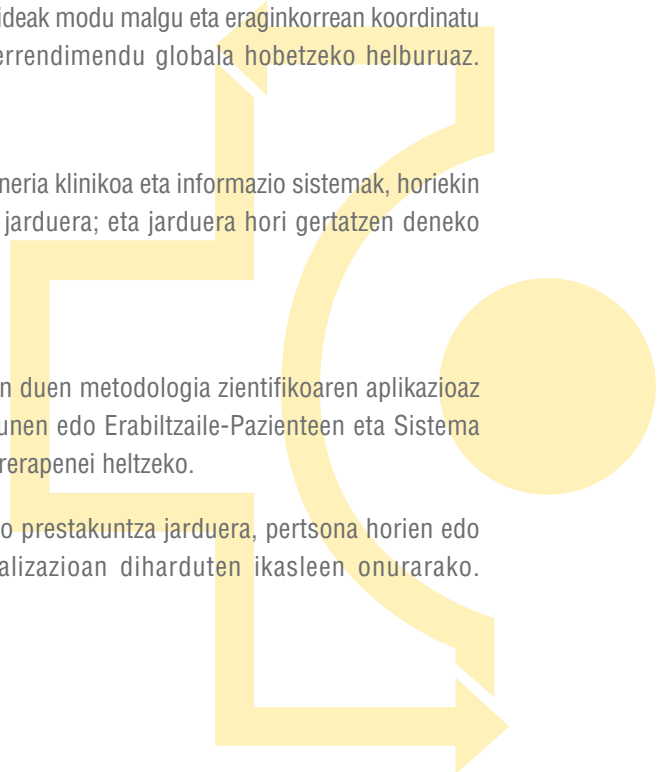 ideak modu malgu eta eraginkorrean koordinatu
errendimendu globala hobetzeko helburuaz.
neria klinikoa eta informazio sistemak, horiekin
jarduera; eta jarduera hori gertatzen deneko
n duen metodologia zientifikoaren aplikazioaz
unen edo Erabiltzaile-Pazienteen eta Sistema
rerapenei heltzeko.
o prestakuntza jarduera, pertsona horien edo
alizazioan diharduten ikasleen onurarako.